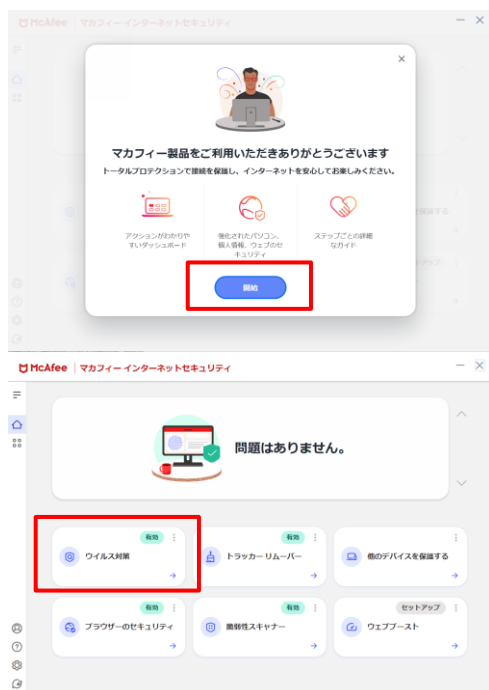 McAfee | マカフィー インターネットセキュリティ
マカフィー製品をご利用いただきありがとうございます
トータルプロテクションで接続を保護し、インターネットを安心してお楽しみください。
アクションがわかりやすいダッシュボード
強化されたパソコン、個人情報、ウェブのセキュリティ
ステップごとの詳細なガイド
開始
McAfee | マカフィー インターネットセキュリティ
問題はありません。
有効
ウイルス対策
有効
トラッカー リムーバー
他のデバイスを保護する
有効
ブラウザーのセキュリティ
有効
脆弱性スキャナー
セットアップ
ウェブブースト